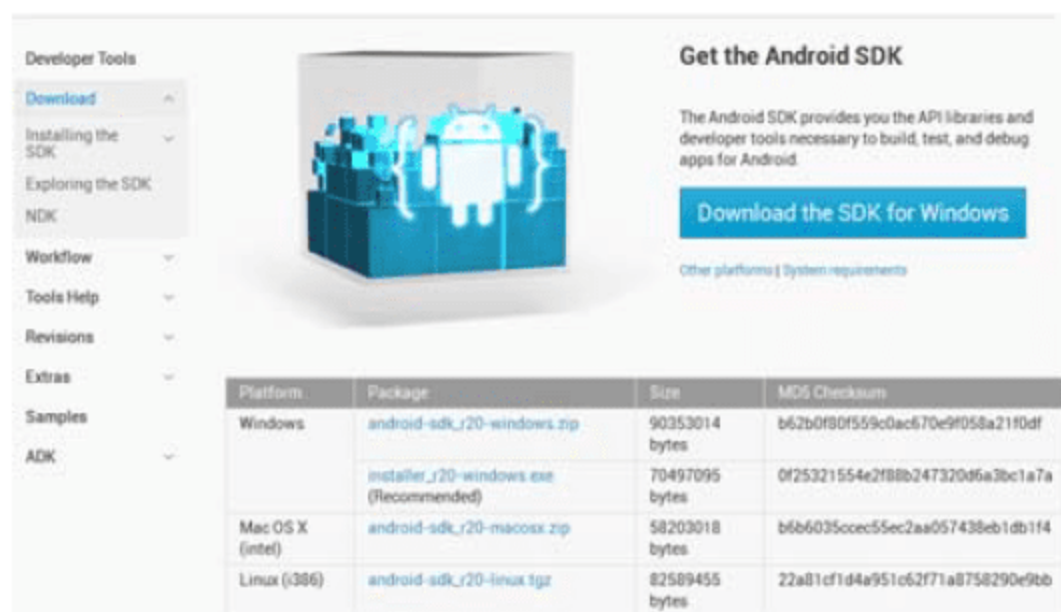 Developer Tools
Download
Installing the
SDK
Exploring the SDK
NDK
Workflow
Tools Help
Revisions
Extras
Samples
ADK
Get the Android SDK
The Android SDK provides you the API libraries and
developer tools necessary to build, test, and debug
apps for Android.
Download the SDK for Windows
Other platforms | System requirements
Platform Package Size MD5 Checksum
Windows android-sdk_r20-windows.zip 90353014 b62b0f80f559c0ac670e9f058a21f0df
bytes
installer_r20-windows.exe 70497095 0f25321554e2f88b247320d6a3bc1a7a
(Recommended) bytes
Mac OS X android-sdk_r20-macosx.zip 58203018 b6b6035ccec55ec2aa057438eb1db1f4
(intel) bytes
Linux (i386) android-sdk_r20-linux.tgz 82589455 22a81cf1d4a951c62f71a8758290e9bb
bytes